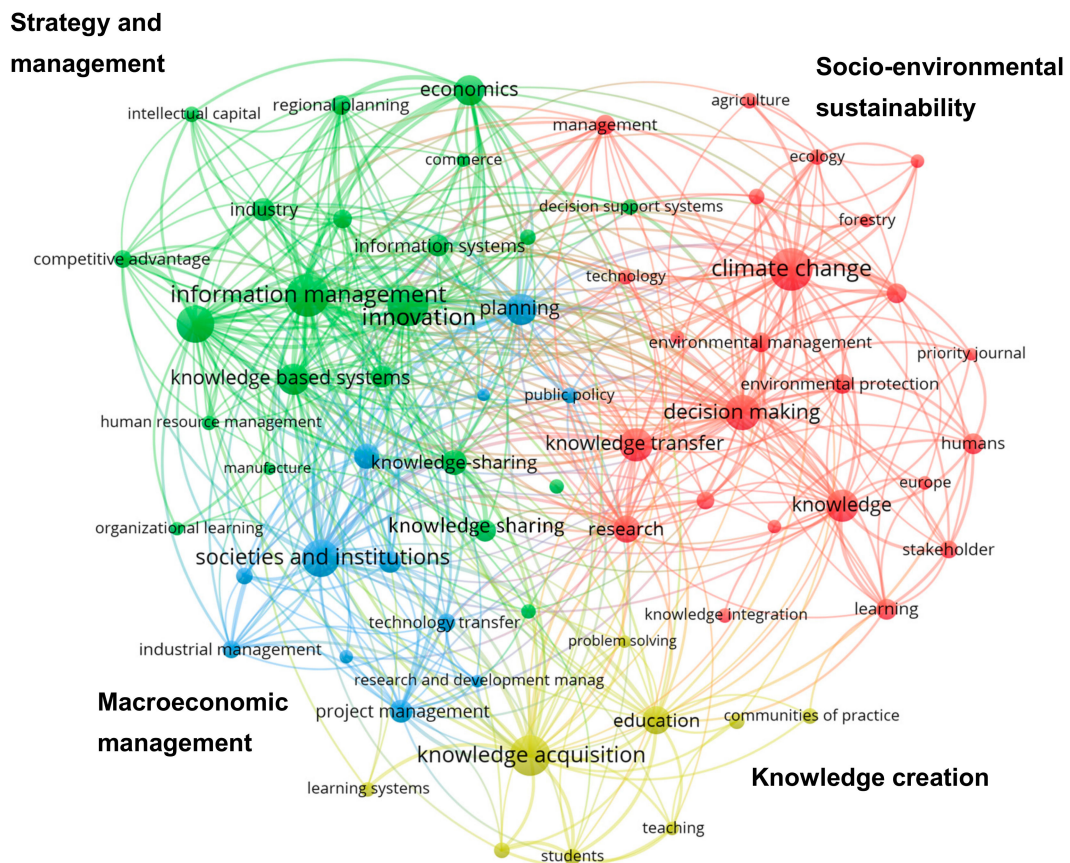 Strategy and
management
Socio-environmental
sustainability
economics
agriculture
regional planning
intellectual capital
management
ecology
commerce
decision support systems
industry
forestry
information systems
competitive advantage
climate change
technology
information management
planning
innovation
environmental management
priority journal
knowledge based systems
environmental protection
public policy
decision making
human resource management
knowledge transfer
humans
knowledge-sharing
manufacture
europe
knowledge
knowledge sharing
organizational learning
research
stakeholder
societies and institutions
learning
knowledge integration
technology transfer
problem solving
industrial management
research and development manag
Macroeconomic
management
project management
education
communities of practice
knowledge acquisition
Knowledge creation
learning systems
teaching
students